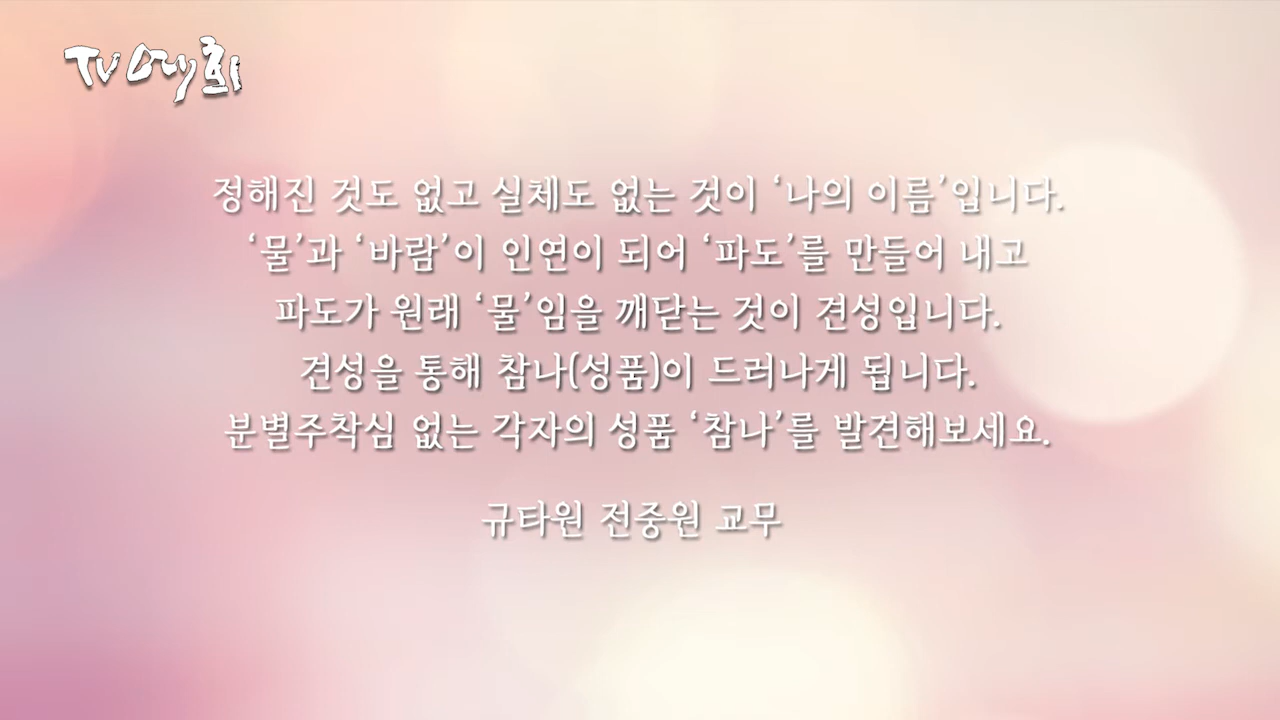 TV예회
정해진 것도 없고 실체도 없는 것이 ‘나의 이름’입니다.
‘물’과 ‘바람’이 인연이 되어 ‘파도’를 만들어 내고
파도가 원래 ‘물’임을 깨닫는 것이 견성입니다.
견성을 통해 참나(성품)이 드러나게 됩니다.
분별주착심 없는 각자의 성품 ‘참나’를 발견해보세요.
규타원 전중원 교무